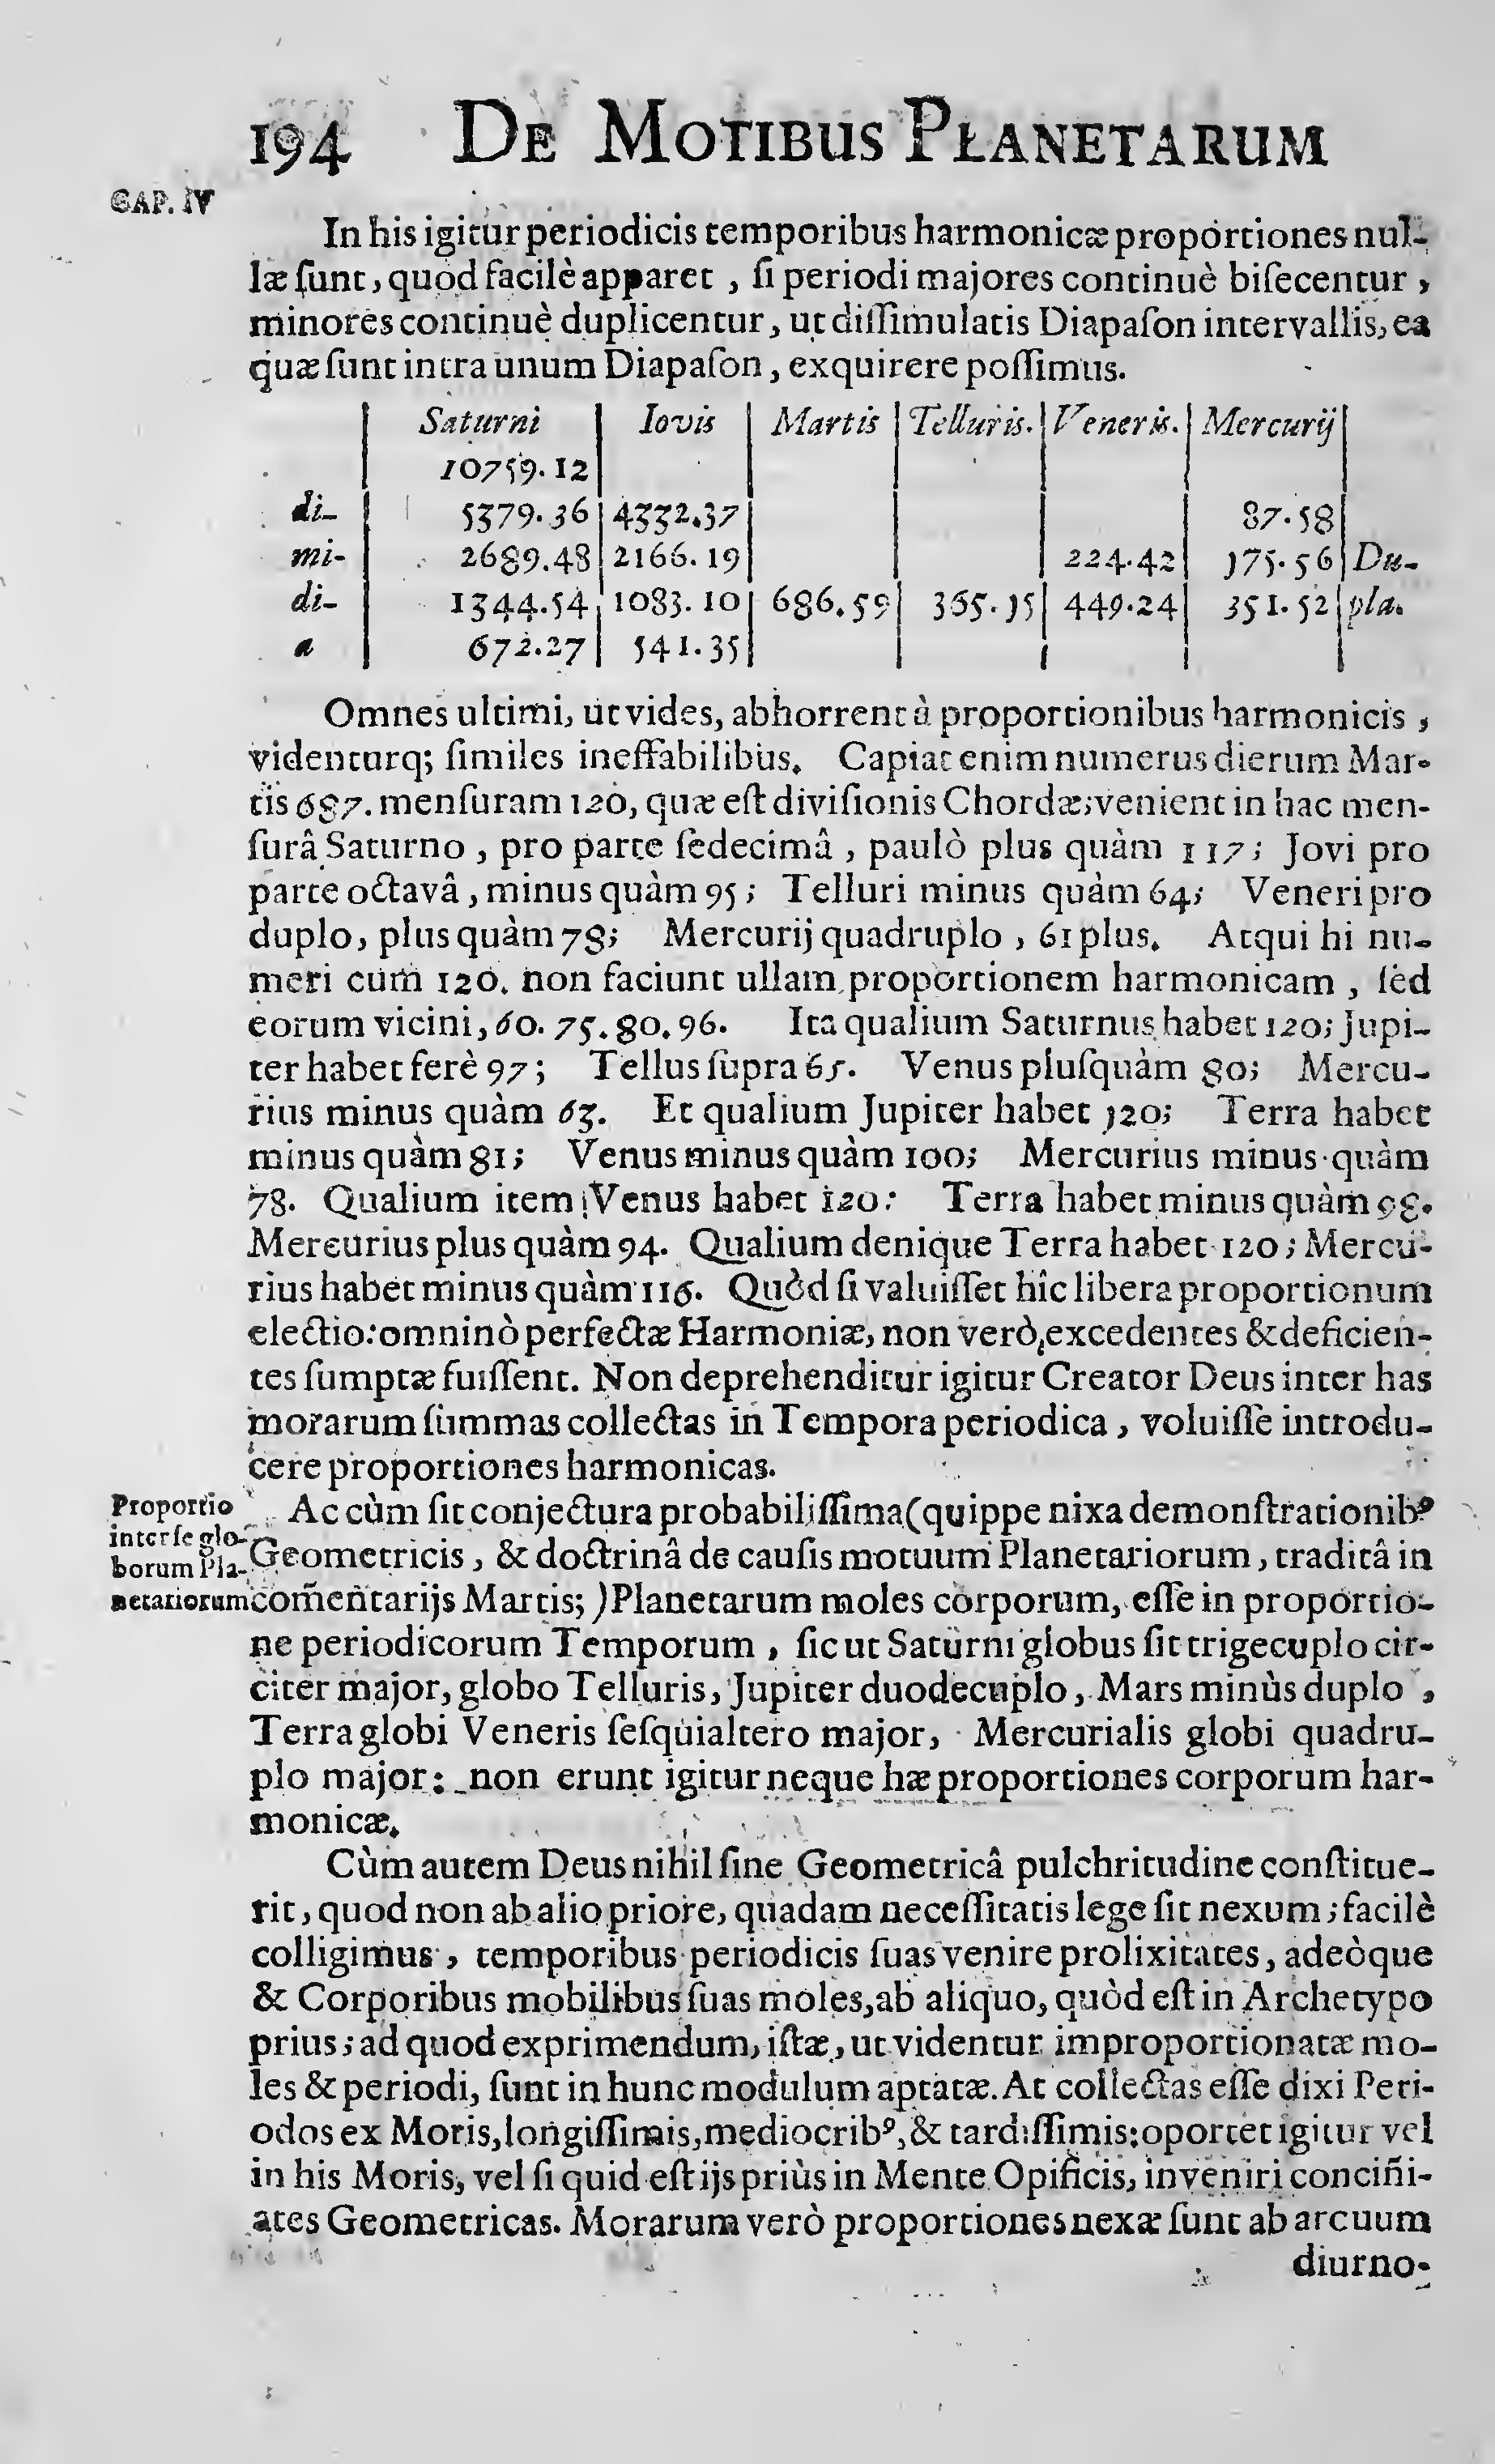 194 DE MOTIBUS PLANETARUM
CAP. IV
In his igitur periodicis temporibus harmonicæ proportiones nul-
læ ſunt, quod facilè apparet, ſi periodi majores continuè biſecentur,
minores continuè duplicentur, ut diſſimulatis Diapaſon intervallis, ea
quæ ſunt intra unum Diapaſon, exquirere poſſimus.
Saturni Iovis Martis Telluris. Veneris. Mercurij
10759.12
di- 5379.36 4332.37 87.58
mi- 2689.48 2166.19 224.42 175.56 Du-
di- 1344.54 1083.10 686.59 365.15 449.24 351.52 pla.
a 672.27 541.35
Omnes ultimi, ut vides, abhorrent à proportionibus harmonicis,
videnturq; ſimiles ineffabilibus. Capiat enim numerus dierum Mar-
tis 687. menſuram 120, quæ eſt diviſionis Chordæ; venient in hac men-
ſurâ Saturno, pro parte ſedecimâ, paulò plus quàm 117; Jovi pro
parte octavâ, minus quàm 95; Telluri minus quàm 64; Veneri pro
duplo, plus quàm 78; Mercurij quadruplo, 61 plus. Atqui hi nu-
meri cum 120. non faciunt ullam proportionem harmonicam, ſed
eorum vicini, 60. 75. 80. 96. Ita qualium Saturnus habet 120; Jupi-
ter habet ferè 97; Tellus ſupra 65. Venus pluſquàm 80; Mercu-
rius minus quàm 63. Et qualium Jupiter habet 120; Terra habet
minus quàm 81; Venus minus quàm 100; Mercurius minus quàm
78. Qualium item Venus habet 120: Terra habet minus quàm 98.
Mercurius plus quàm 94. Qualium denique Terra habet 120; Mercu-
rius habet minus quàm 116. Quòd ſi valuiſſet hîc libera proportionum
electio: omninò perfectæ Harmoniæ, non verò, excedentes & deficien-
tes ſumptæ fuiſſent. Non deprehenditur igitur Creator Deus inter has
morarum ſummas collectas in Tempora periodica, voluiſſe introdu-
cere proportiones harmonicas.
Proportio
inter ſe glo-
borum Pla-
netariorum
Ac cùm ſit conjectura probabiliſſima (quippe nixa demonſtrationibꝰ
Geometricis, & doctrinâ de cauſis motuum Planetariorum, traditâ in
com̃entarijs Martis;) Planetarum moles corporum, eſſe in proportio-
ne periodicorum Temporum, ſic ut Saturni globus ſit trigecuplo cir-
citer major, globo Telluris, Jupiter duodecuplo, Mars minùs duplo,
Terra globi Veneris ſeſquialtero major, Mercurialis globi quadru-
plo major: non erunt igitur neque hæ proportiones corporum har-
monicæ.
Cùm autem Deus nihil ſine Geometricâ pulchritudine conſtitue-
rit, quod non ab alio priore, quadam neceſſitatis lege ſit nexum; facilè
colligimus, temporibus periodicis ſuas venire prolixitates, adeòque
& Corporibus mobilibus ſuas moles, ab aliquo, quòd eſt in Archetypo
prius; ad quod exprimendum, iſtæ, ut videntur improportionatæ mo-
les & periodi, ſunt in hunc modulum aptatæ. At collectas eſſe dixi Peri-
odos ex Moris, longiſſimis, mediocribꝰ, & tardiſſimis: oportet igitur vel
in his Moris, vel ſi quid eſt ijs priùs in Mente Opificis, inveniri conciñi-
ates Geometricas. Morarum verò proportiones nexæ ſunt ab arcuum
diurno-